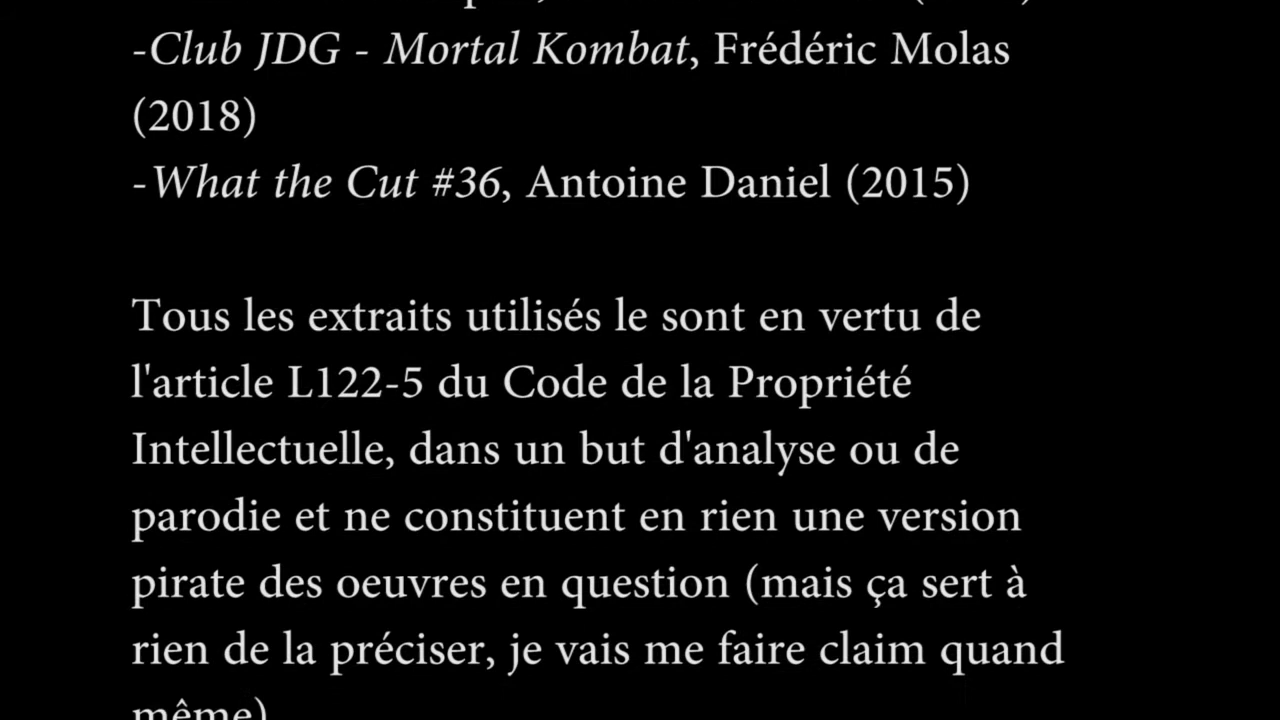 -Club JDG - Mortal Kombat, Frédéric Molas
(2018)
-What the Cut #36, Antoine Daniel (2015)
Tous les extraits utilisés le sont en vertu de
l'article L122-5 du Code de la Propriété
Intellectuelle, dans un but d'analyse ou de
parodie et ne constituent en rien une version
pirate des oeuvres en question (mais ça sert à
rien de la préciser, je vais me faire claim quand
même)